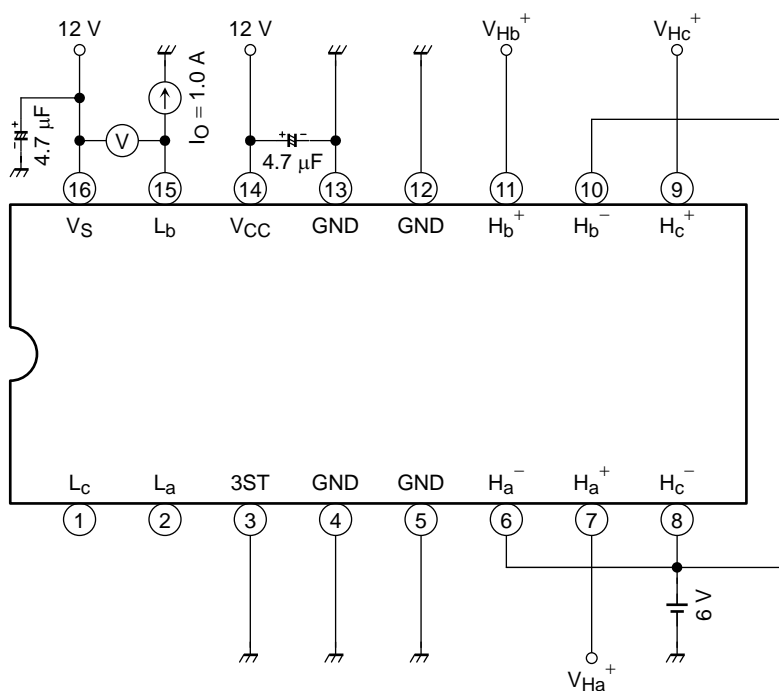 12 V
12 V
V_Hb^+
V_Hc^+
- +
4.7 μF
V
I_O = 1.0 A
+ -
4.7 μF
16 15 14 13 12 11 10 9
V_S L_b V_CC GND GND H_b^+ H_b^- H_c^+
L_c L_a 3ST GND GND H_a^- H_a^+ H_c^-
1 2 3 4 5 6 7 8
6 V
V_Ha^+